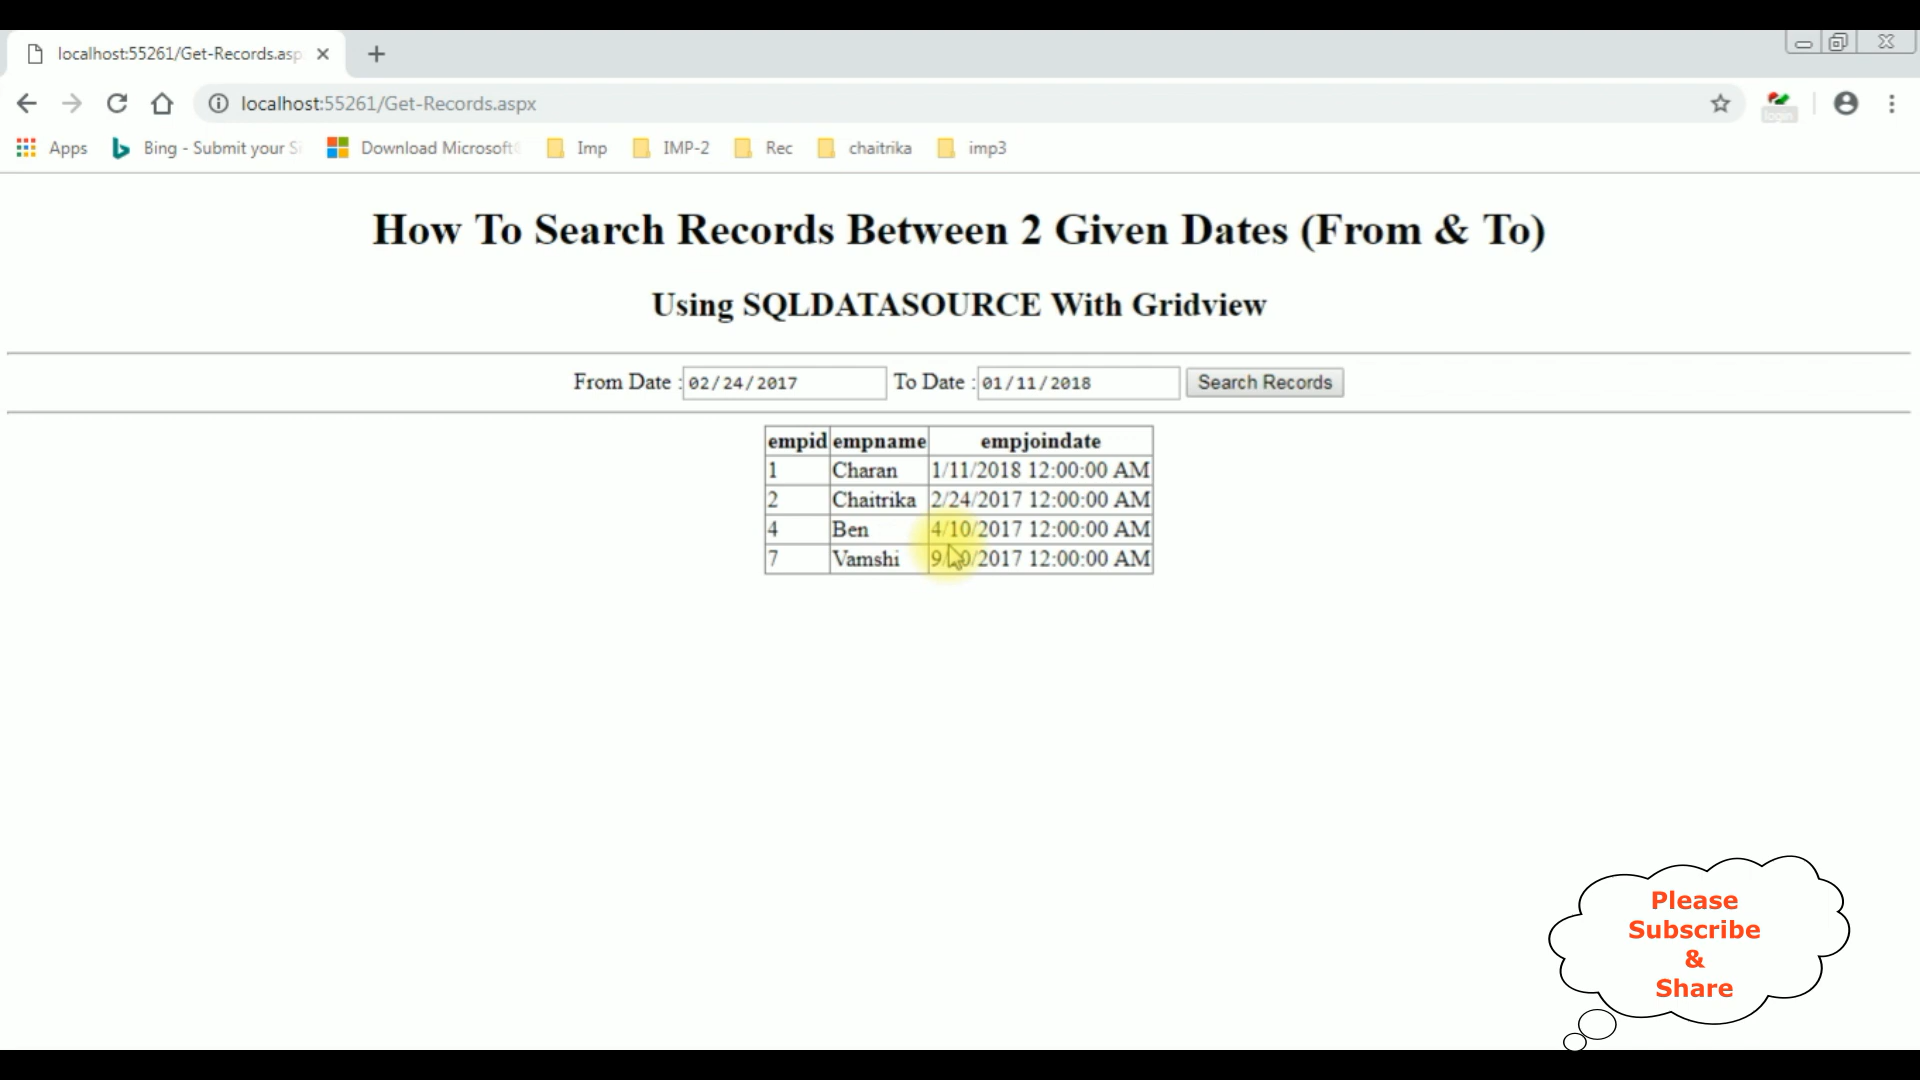 localhost:55261/Get-Records.asp
localhost:55261/Get-Records.aspx
Apps Bing - Submit your Si Download Microsoft Imp IMP-2 Rec chaitrika imp3
How To Search Records Between 2 Given Dates (From & To)
Using SQLDATASOURCE With Gridview
From Date : 02/24/2017 To Date : 01/11/2018 Search Records
empid empname empjoindate
1 Charan 1/11/2018 12:00:00 AM
2 Chaitrika 2/24/2017 12:00:00 AM
4 Ben 4/10/2017 12:00:00 AM
7 Vamshi 12:00:00 AM
Please
Subscribe
&
Share